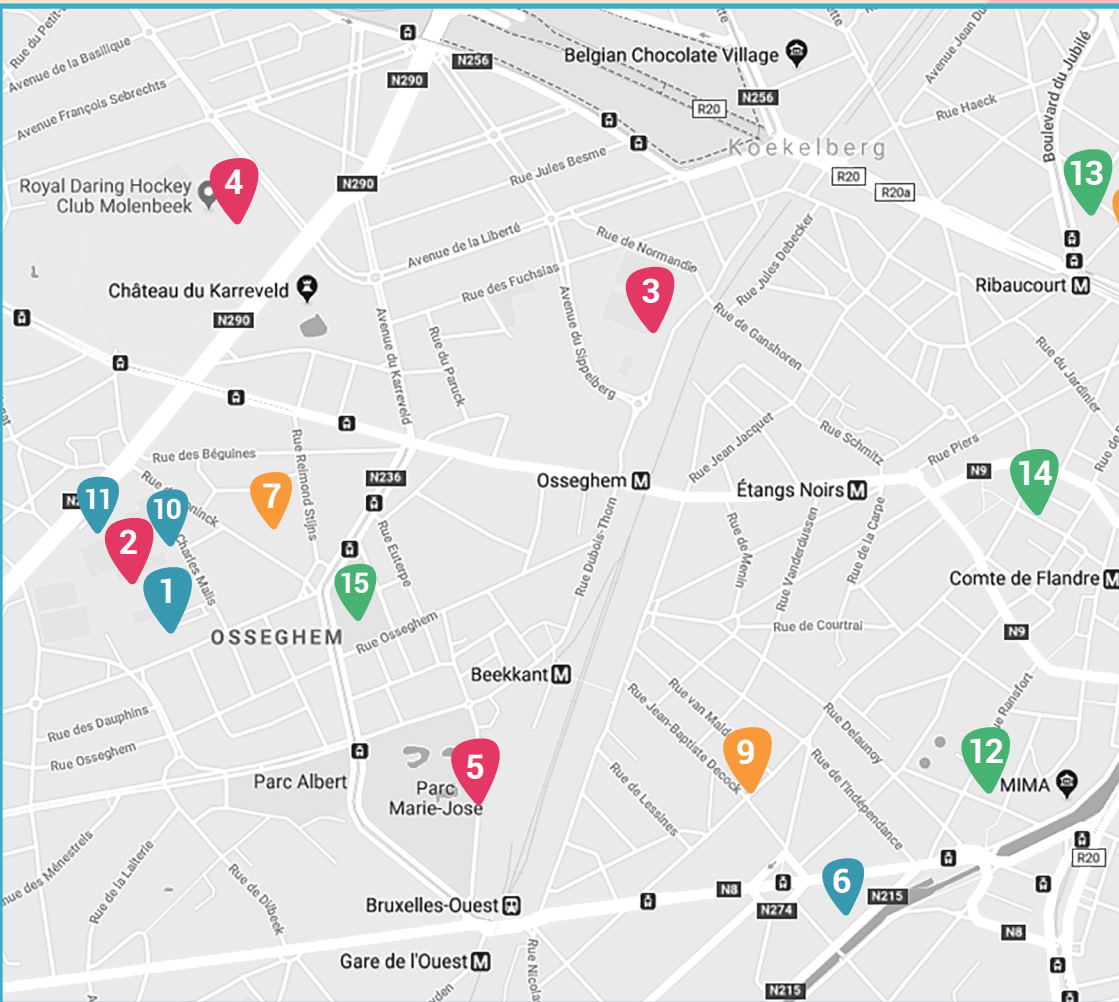 Rue du Petit-
Avenue de la Basilique
N256
N290
Belgian Chocolate Village
Avenue Jean Du
Boulevard du Jubilé
Avenue François Sebrechts
R20
N256
Rue Haeck
Koekelberg
Rue Jules Besme
N290
R20
R20a
13
Royal Daring Hockey
Club Molenbeek
4
Avenue de la Liberté
Rue de Normandie
Rue Jules Debecker
Rue des Fuchsias
Château du Karreveld
3
Ribaucourt M
N290
Avenue du Karreveld
Rue du Paruck
Avenue du Sippelberg
Rue de Ganshoren
Rue du Jardinier
Rue Jean Jacquet
Rue Schmitz
Rue Piers
Rue des Béguines
Rue Reimond Stijns
N236
Osseghem M
Étangs Noirs M
N9
14
11
10
7
2
Charles Malis
Rue Euterpe
Rue Dubois-Thorn
Rue de Menin
Rue Vanderdussen
Rue de la Carpe
Comte de Flandre M
1
15
OSSEGHEM
Rue Osseghem
Rue de Courtrai
N9
Beekkant M
Rue van Male
Rue Jean-Baptiste Decock
Rue Delaunoy
Ransfort
Rue des Dauphins
Rue Osseghem
9
12
Parc Albert
5
Parc
Marie-José
Rue de Lessines
Rue de l'Indépendance
MIMA
nue des Ménestrels
Rue de la Laiterie
Rue de Dilbeek
R20
6
N8
N215
N274
Bruxelles-Ouest
N8
Gare de l'Ouest M
Rue Nicola
N215